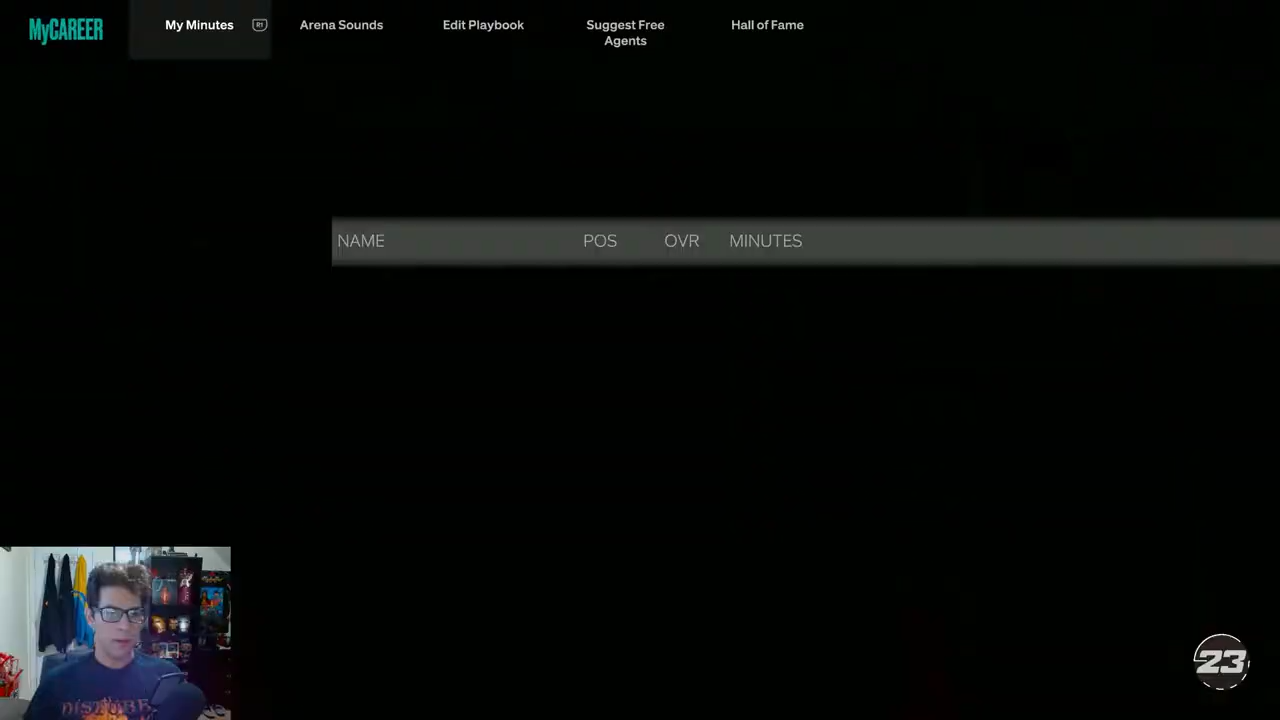 MyCAREER
My Minutes
R1
Arena Sounds
Edit Playbook
Suggest Free
Agents
Hall of Fame
NAME
POS
OVR
MINUTES
DISTURBE
23